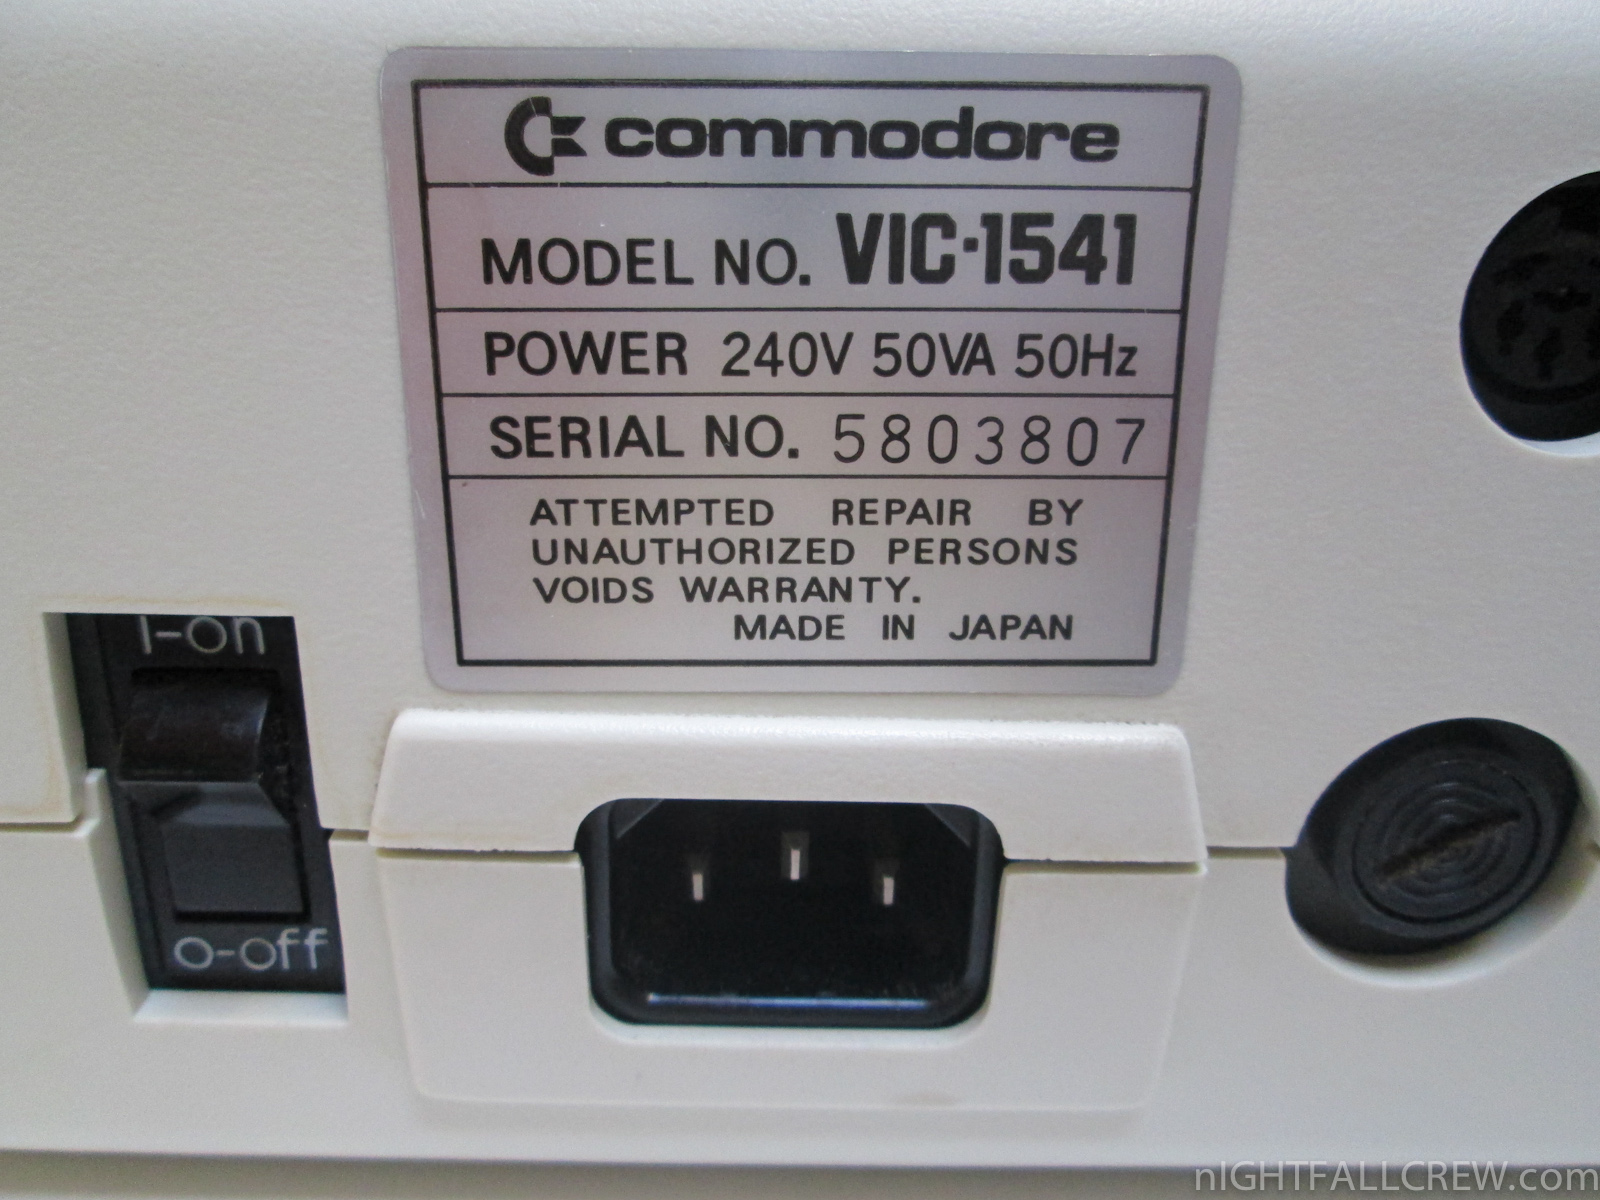 commodore
MODEL NO. VIC-1541
POWER 240V 50VA 50Hz
SERIAL NO. 5803807
ATTEMPTED REPAIR BY
UNAUTHORIZED PERSONS
VOIDS WARRANTY.
MADE IN JAPAN
I-on
O-off
nIGHTFALLCREW.com